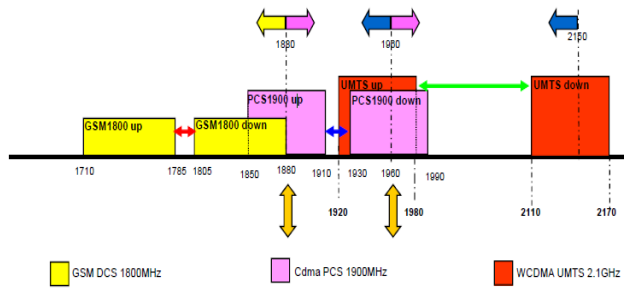 1880 1960 2150
UMTS up UMTS down
PCS1900 up PCS1900 down
GSM1800 up GSM1800 down
1710 1785 1805 1850 1880 1910 1930 1960 1990
1920 1980 2110 2170
GSM DCS 1800MHz Cdma PCS 1900MHz WCDMA UMTS 2.1GHz